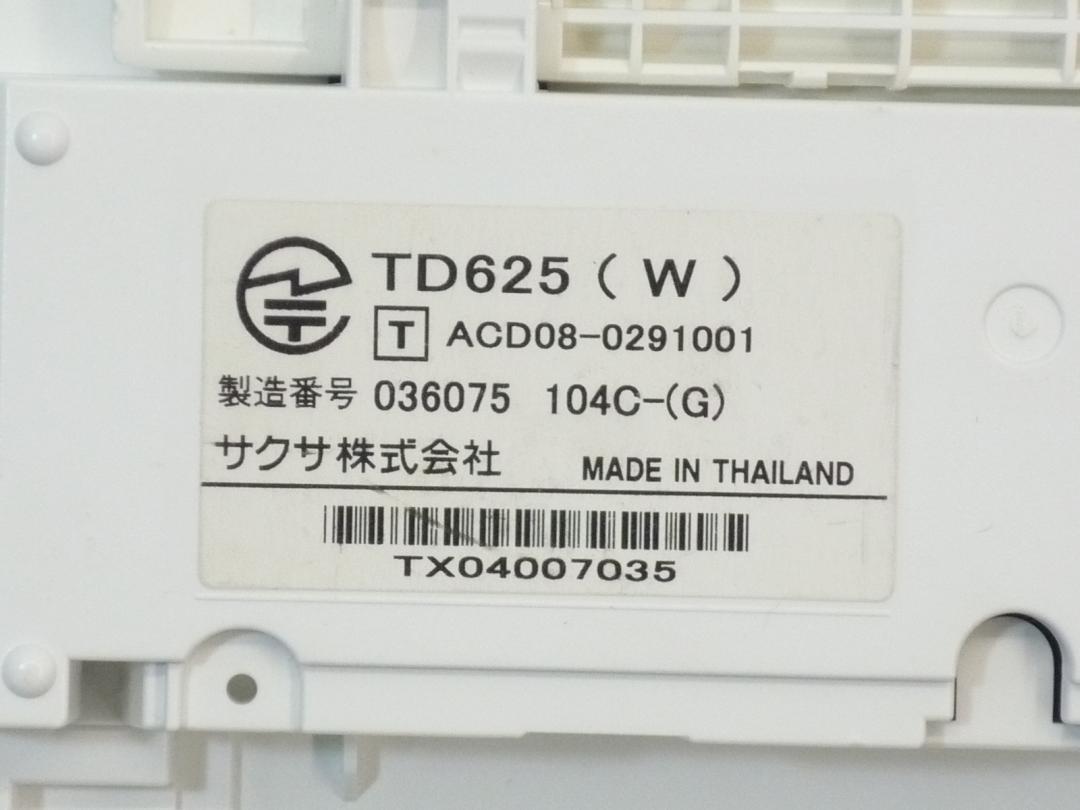 TD625 ( W )
T ACD08-0291001
製造番号 036075 104C-(G)
サクサ株式会社 MADE IN THAILAND
TX04007035